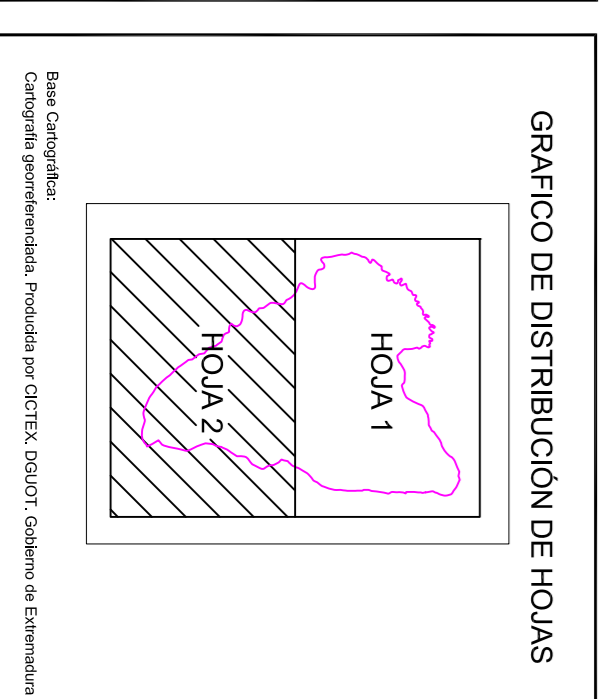 GRAFICO DE DISTRIBUCIÓN DE HOJAS
HOJA 1
HOJA 2
Base Cartográfica:
Cartografía georreferenciada. Producida por CICTEX. DGUOT. Gobierno de Extremadura